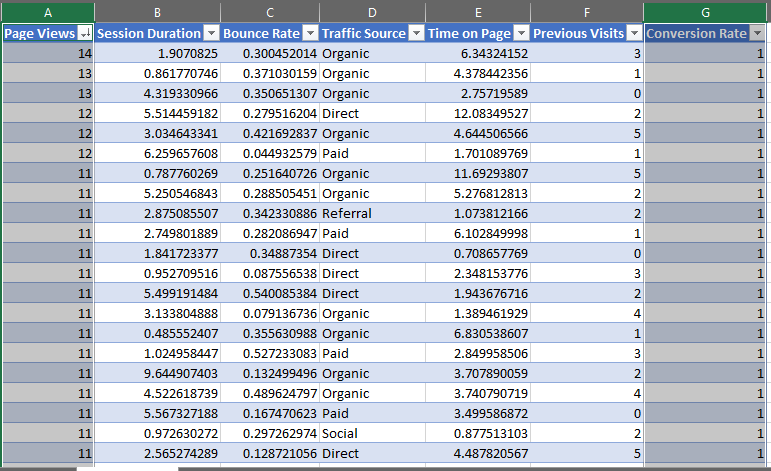 A B C D E F G
Page Views Session Duration Bounce Rate Traffic Source Time on Page Previous Visits Conversion Rate
14 1.9070825 0.300452014 Organic 6.34324152 3 1
13 0.861770746 0.371030159 Organic 4.378442356 1 1
13 4.319330966 0.350651307 Organic 2.75719589 0 1
12 5.514459182 0.279516204 Direct 12.08349527 2 1
12 3.034643341 0.421692837 Organic 4.644506566 5 1
12 6.259657608 0.044932579 Paid 1.701089769 1 1
11 0.787760269 0.251640726 Organic 11.69293807 5 1
11 5.250546843 0.288505451 Organic 5.276812813 2 1
11 2.875085507 0.342330886 Referral 1.073812166 2 1
11 2.749801889 0.282086947 Paid 6.102849998 1 1
11 1.841723377 0.34887354 Direct 0.708657769 0 1
11 0.952709516 0.087556538 Direct 2.348153776 3 1
11 5.499191484 0.540085384 Direct 1.943676716 2 1
11 3.133804888 0.079136736 Organic 1.389461929 4 1
11 0.485552407 0.355630988 Organic 6.830538607 1 1
11 1.024958447 0.527233083 Paid 2.849958506 3 1
11 9.644907403 0.132499496 Organic 3.707890059 2 1
11 4.522618739 0.489624797 Organic 3.740790719 4 1
11 5.567327188 0.167470623 Paid 3.499586872 0 1
11 0.972630272 0.297262974 Social 0.877513103 2 1
11 2.565274289 0.128721056 Direct 4.487820567 5 1